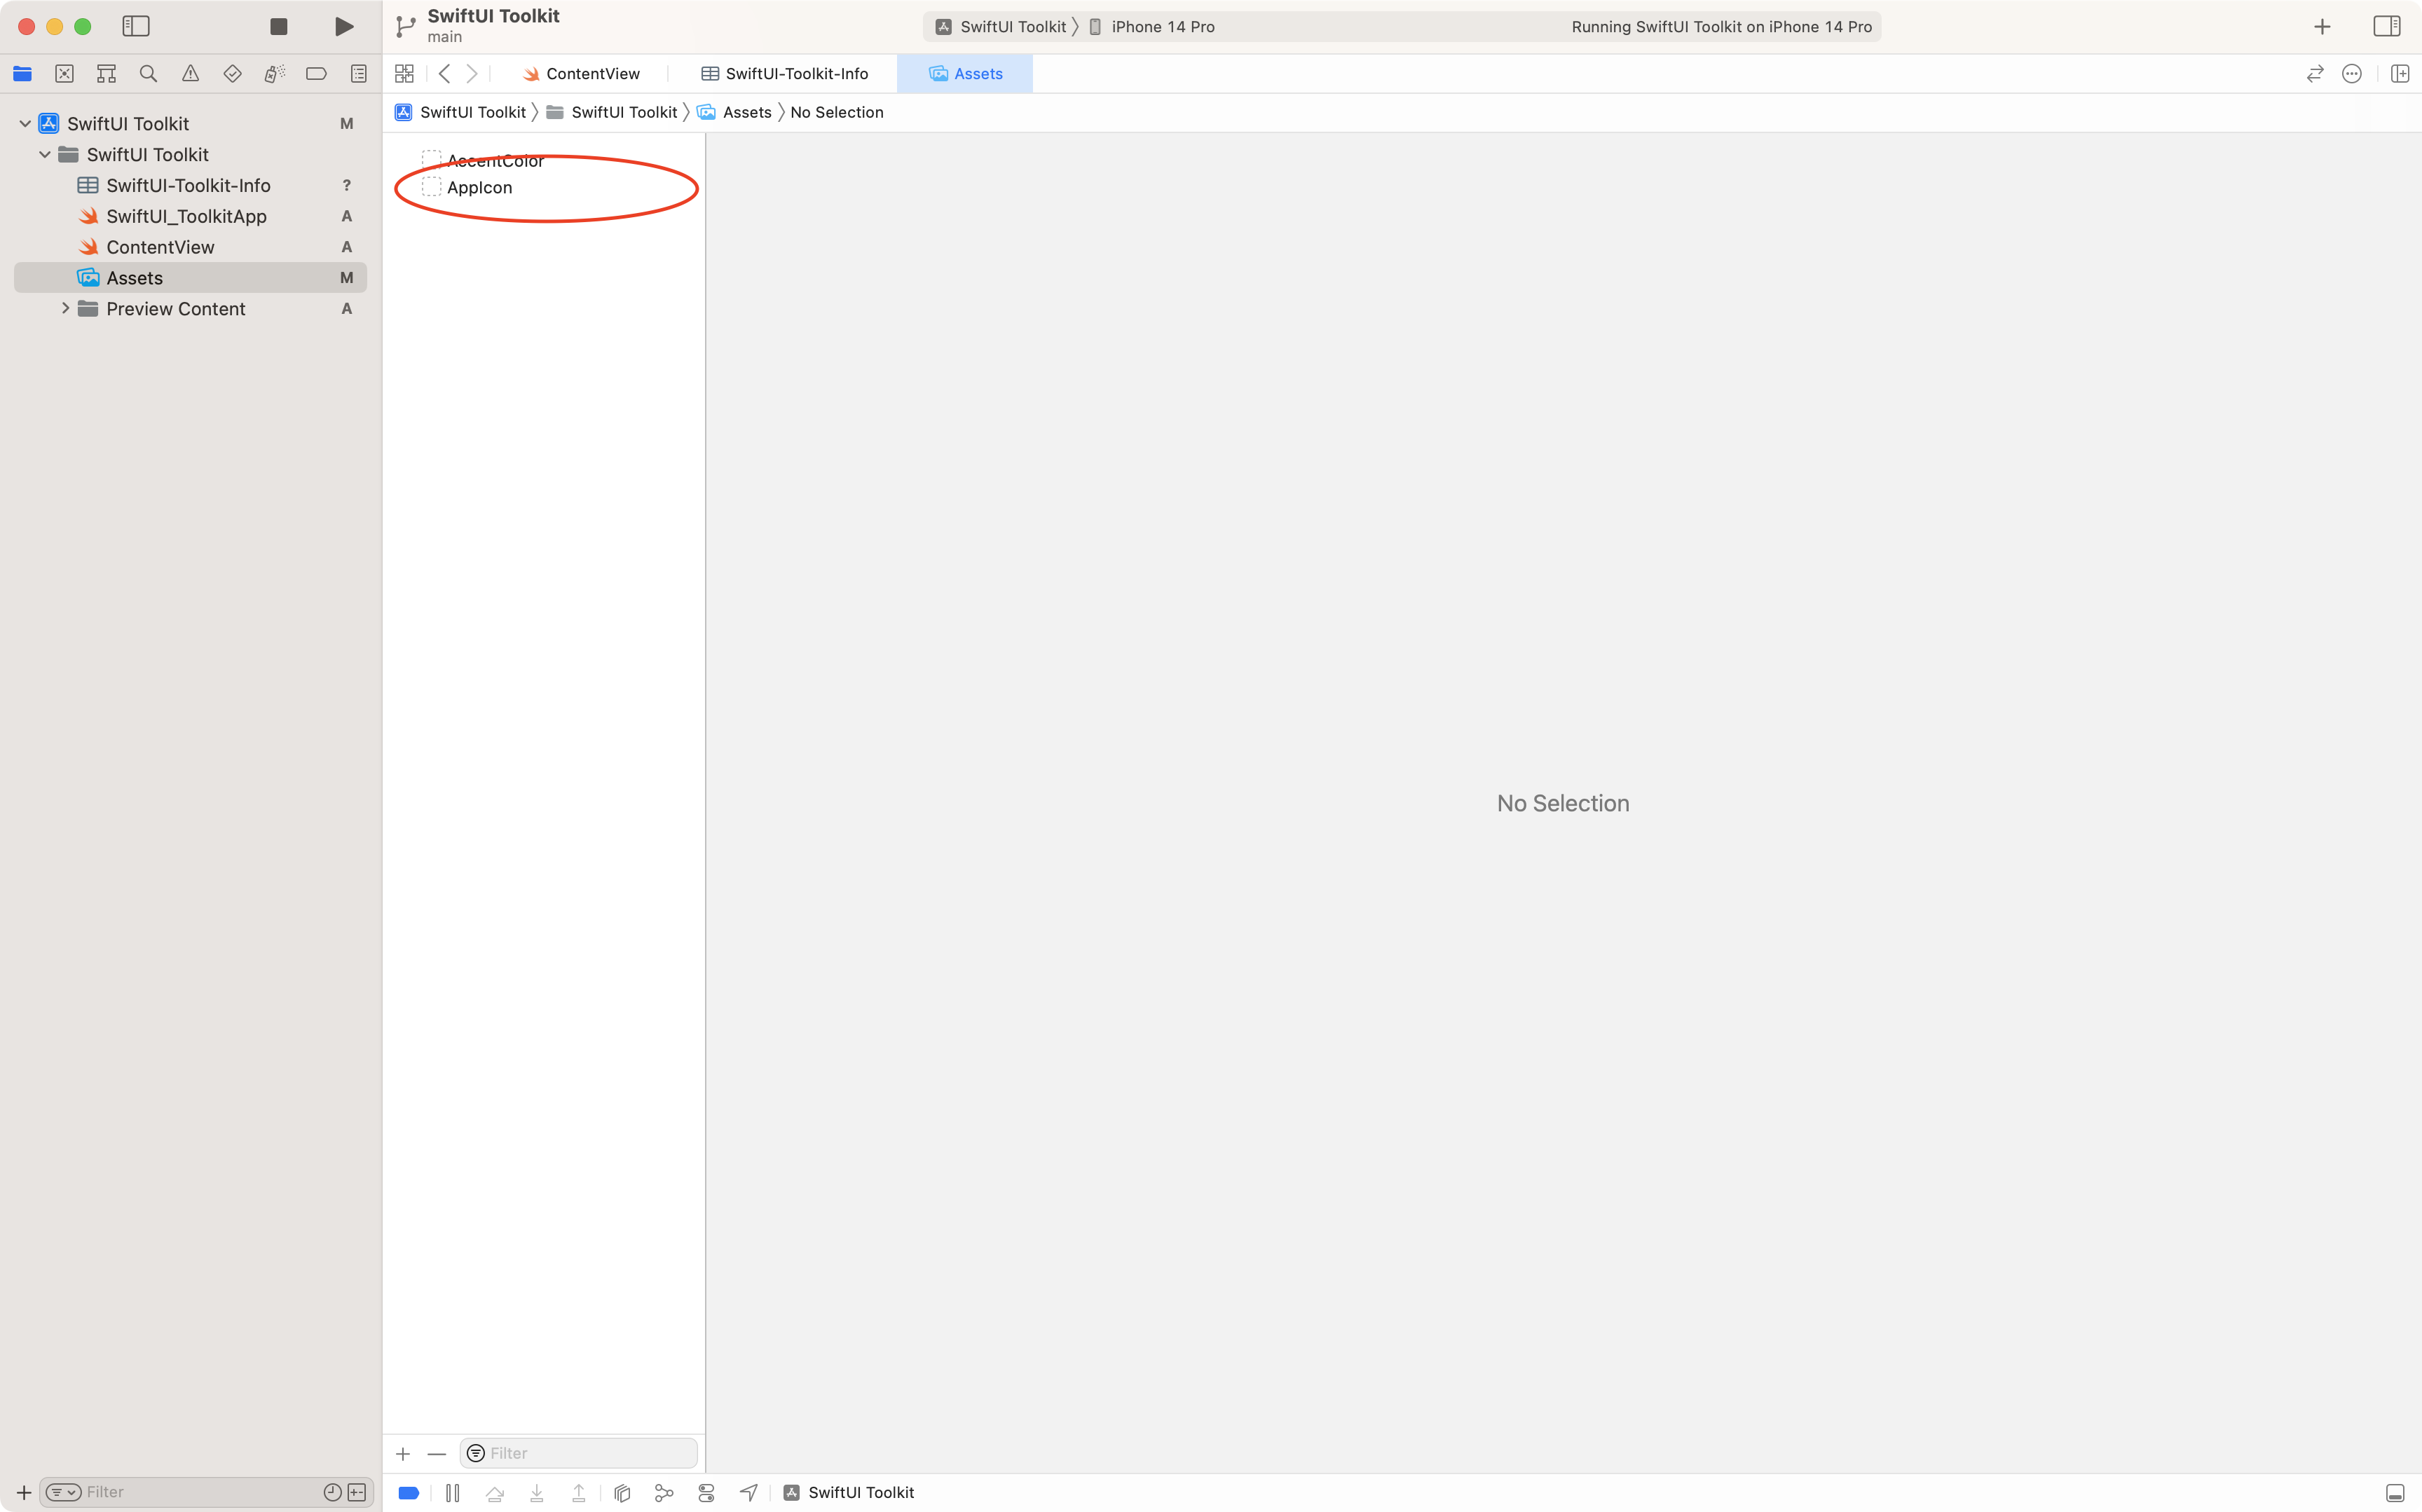 SwiftUI Toolkit
main
SwiftUI Toolkit
iPhone 14 Pro
Running SwiftUI Toolkit on iPhone 14 Pro
ContentView
SwiftUI-Toolkit-Info
Assets
SwiftUI Toolkit
SwiftUI Toolkit
Assets
No Selection
SwiftUI Toolkit M
SwiftUI Toolkit
SwiftUI-Toolkit-Info ?
SwiftUI_ToolkitApp A
ContentView A
Assets M
Preview Content A
AccentColor
AppIcon
No Selection
Filter
Filter
SwiftUI Toolkit